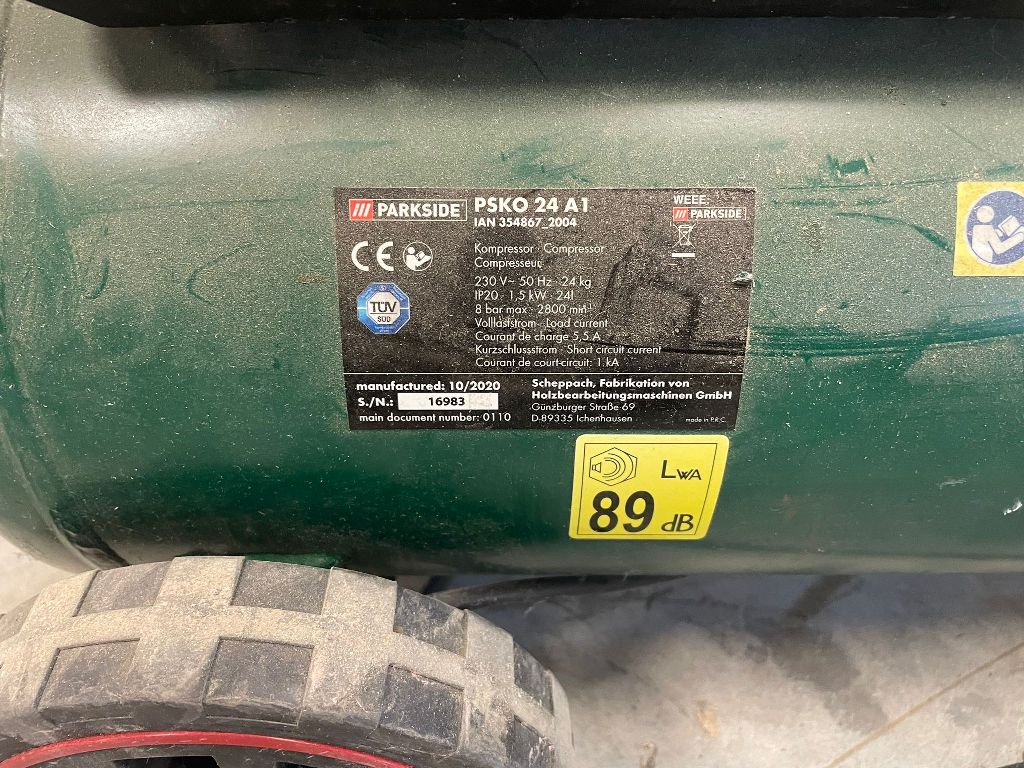 PARKSIDE
PSKO 24 A1
IAN 354867_2004
WEEE:
PARKSIDE
CE
Kompressor · Compressor
Compresseur
230 V~ 50 Hz · 24 kg
IP20 · 1,5 kW · 24l
8 bar max · 2800 min⁻¹
Volllaststrom · Load current
Courant de charge 5,5 A
Kurzschlussstrom · Short circuit current
Courant de court-circuit: 1 kA
TÜV
SÜD
manufactured: 10/2020
S./N.: 16983
main document number: 0110
Scheppach, Fabrikation von
Holzbearbeitungsmaschinen GmbH
Günzburger Straße 69
D-89335 Ichenhausen
made in P.R.C.
LWA
89 dB